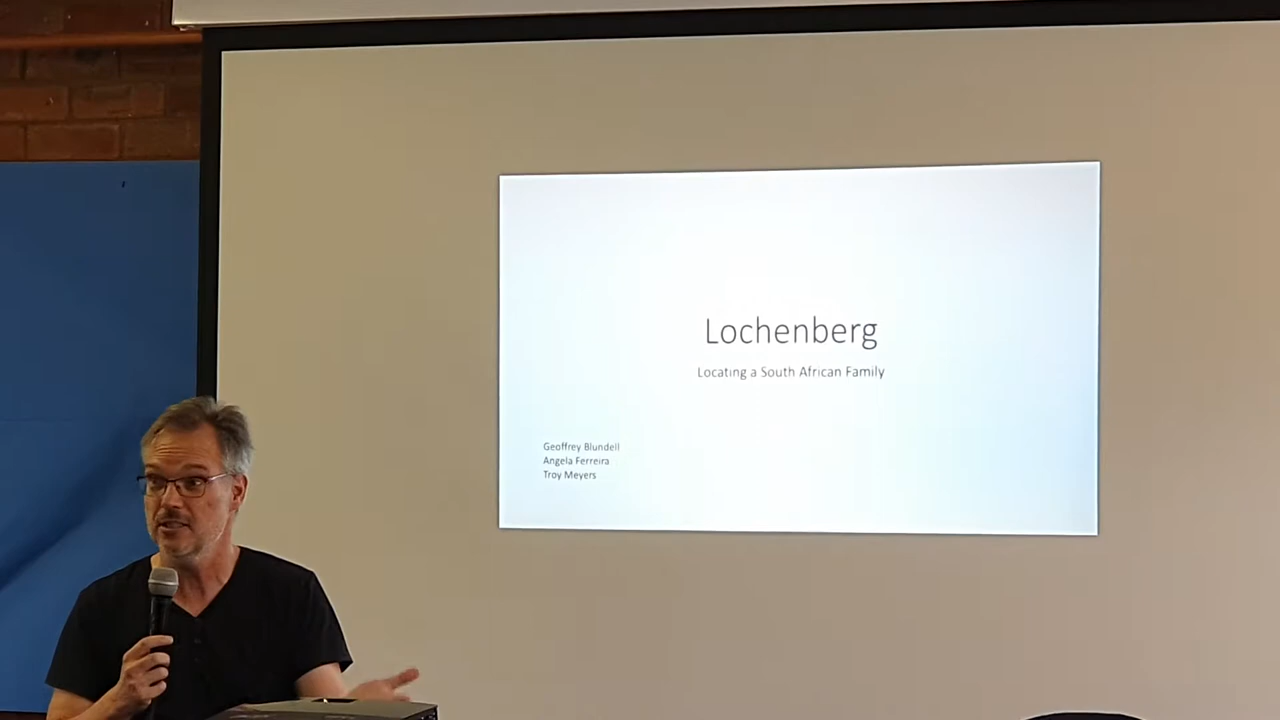 Lochenberg
Locating a South African Family
Geoffrey Blundell
Angela Ferreira
Troy Meyers